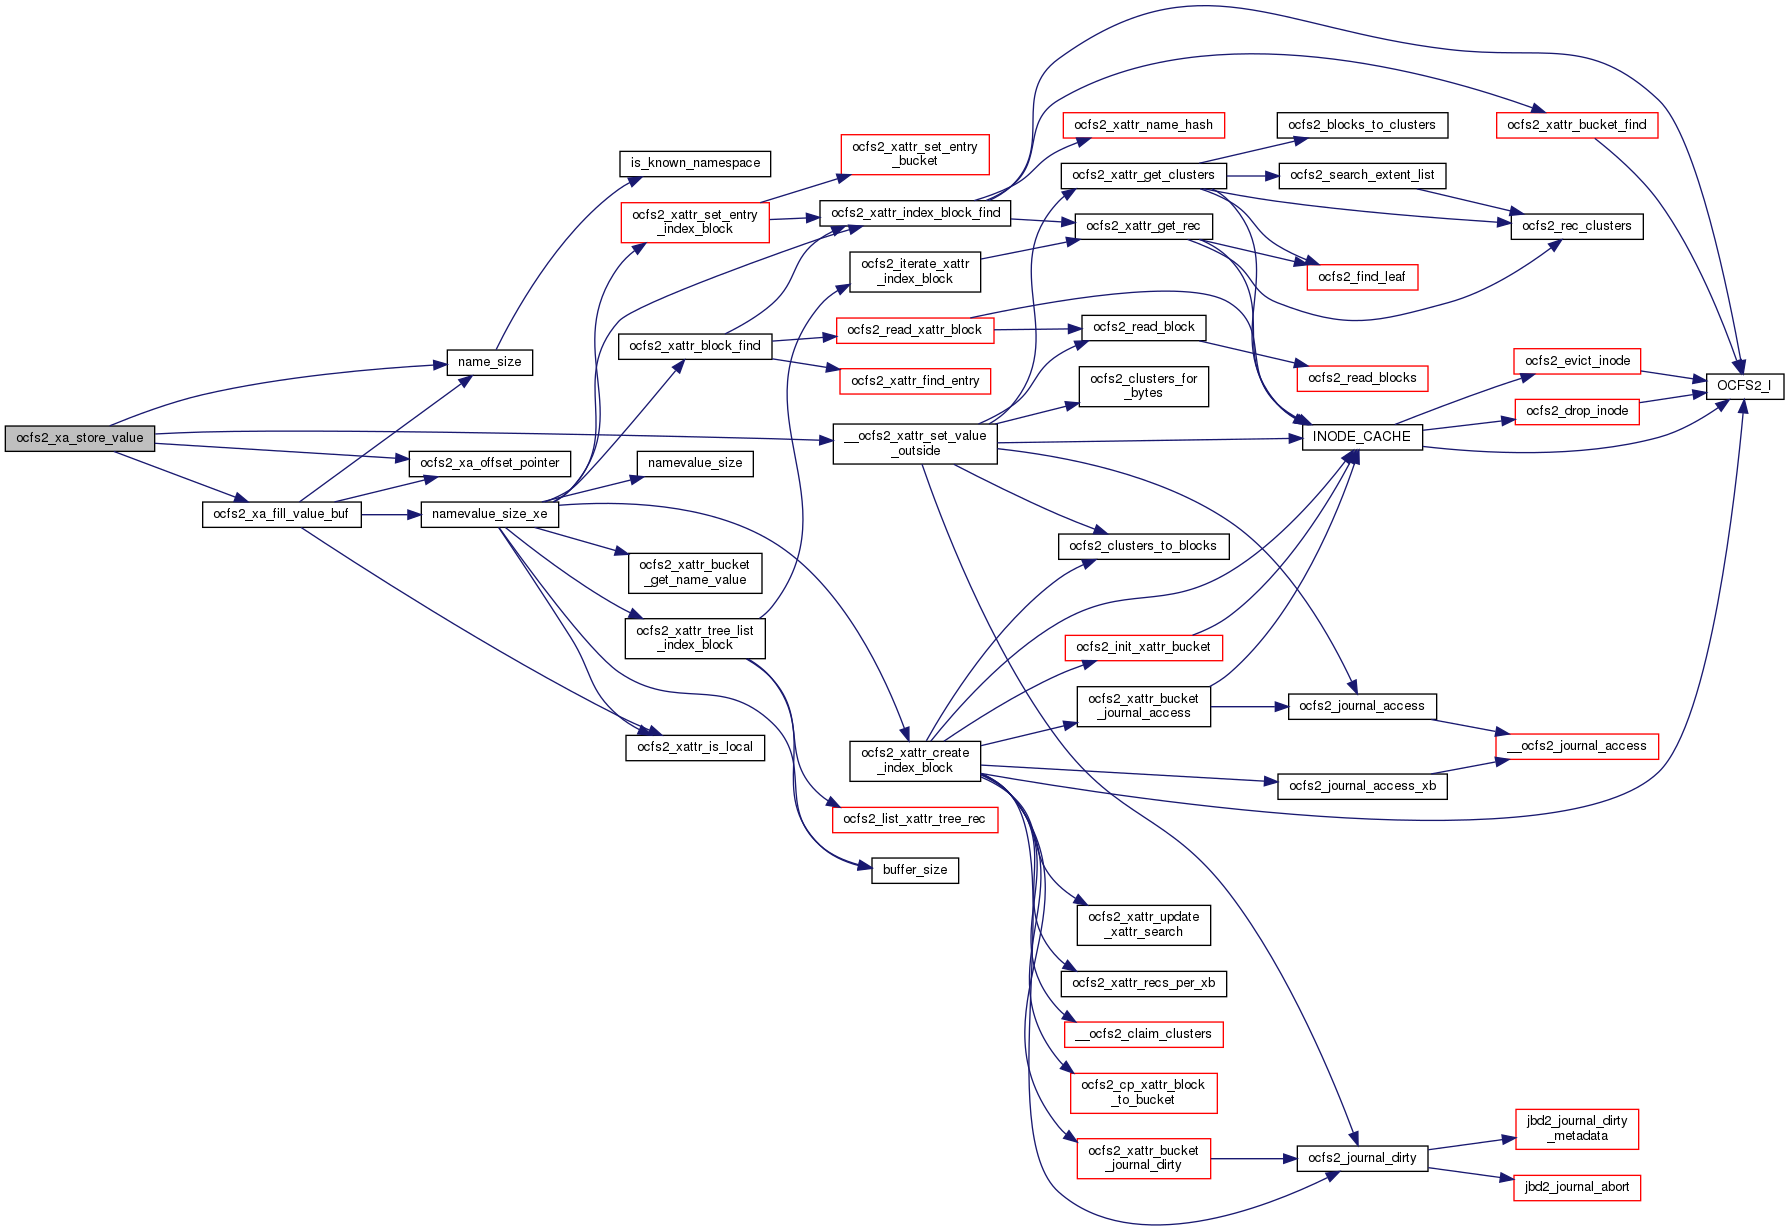 ocfs2_xa_store_value
ocfs2_xa_fill_value_buf
name_size
ocfs2_xa_offset_pointer
namevalue_size_xe
is_known_namespace
ocfs2_xattr_set_entry
_index_block
ocfs2_xattr_block_find
namevalue_size
ocfs2_xattr_bucket
_get_name_value
ocfs2_xattr_tree_list
_index_block
ocfs2_xattr_is_local
ocfs2_xattr_set_entry
_bucket
ocfs2_xattr_index_block_find
ocfs2_iterate_xattr
_index_block
ocfs2_read_xattr_block
ocfs2_xattr_find_entry
__ocfs2_xattr_set_value
_outside
ocfs2_xattr_create
_index_block
ocfs2_list_xattr_tree_rec
buffer_size
ocfs2_xattr_name_hash
ocfs2_xattr_get_clusters
ocfs2_xattr_get_rec
ocfs2_read_block
ocfs2_clusters_for
_bytes
ocfs2_clusters_to_blocks
ocfs2_init_xattr_bucket
ocfs2_xattr_bucket
_journal_access
ocfs2_xattr_update
_xattr_search
ocfs2_xattr_recs_per_xb
__ocfs2_claim_clusters
ocfs2_cp_xattr_block
_to_bucket
ocfs2_xattr_bucket
_journal_dirty
ocfs2_blocks_to_clusters
ocfs2_search_extent_list
ocfs2_find_leaf
ocfs2_read_blocks
INODE_CACHE
ocfs2_journal_access
ocfs2_journal_access_xb
ocfs2_journal_dirty
ocfs2_xattr_bucket_find
ocfs2_rec_clusters
ocfs2_evict_inode
ocfs2_drop_inode
__ocfs2_journal_access
jbd2_journal_dirty
_metadata
jbd2_journal_abort
OCFS2_I